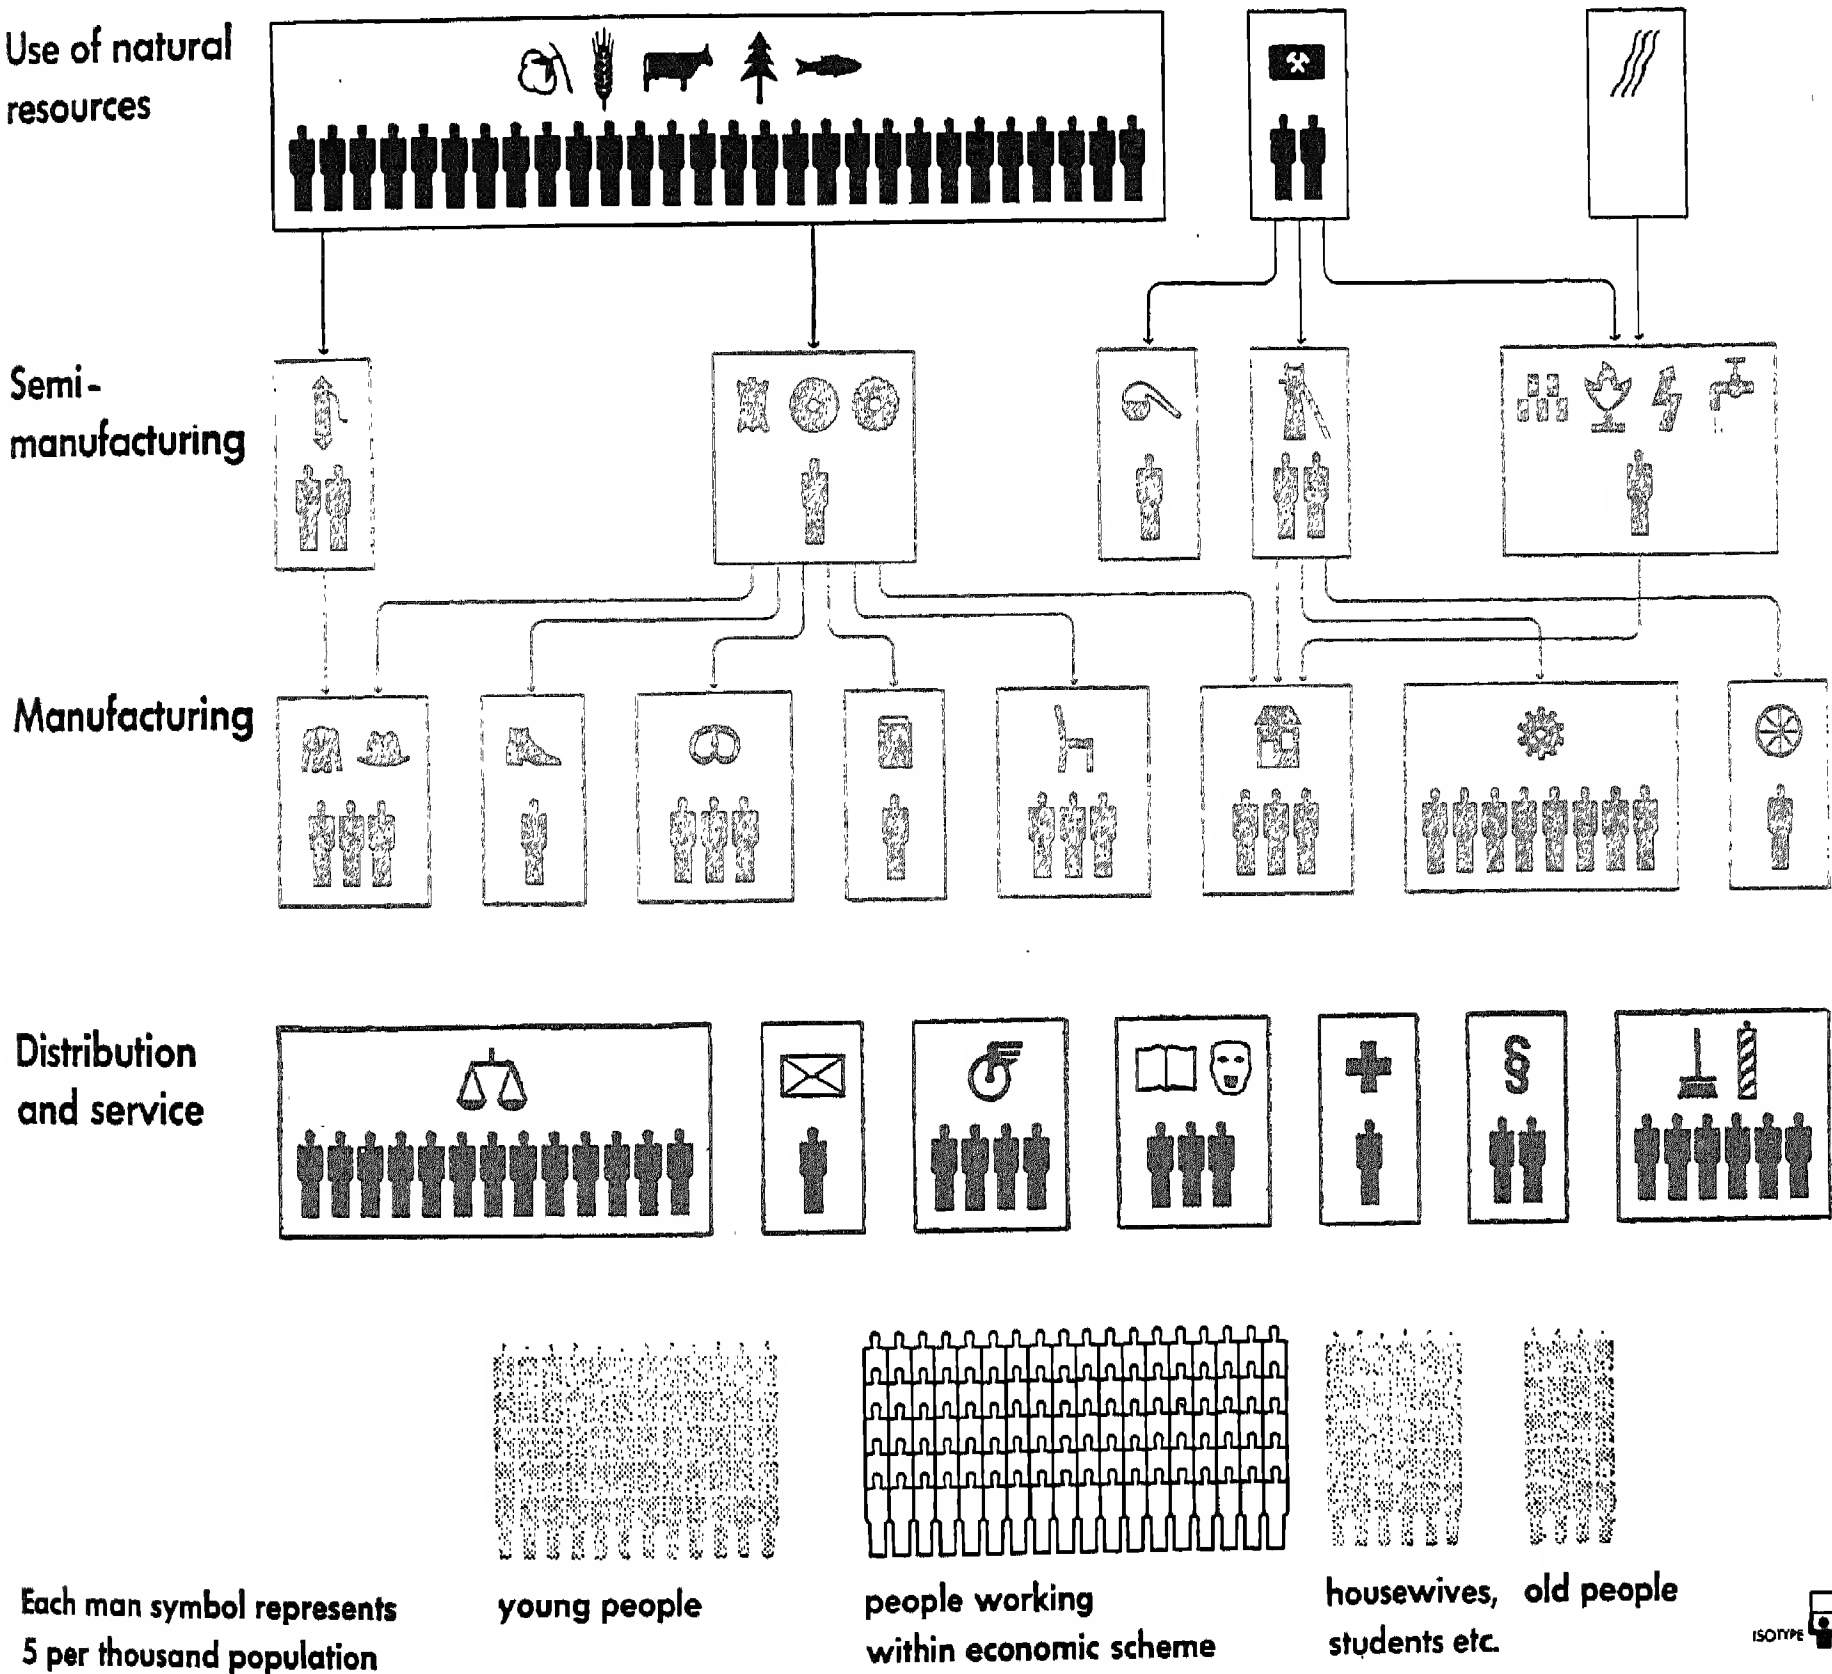 Use of natural
resources
Semi-
manufacturing
Manufacturing
Distribution
and service
§
Each man symbol represents
5 per thousand population
young people
people working
within economic scheme
housewives,
students etc.
old people
ISOTYPE